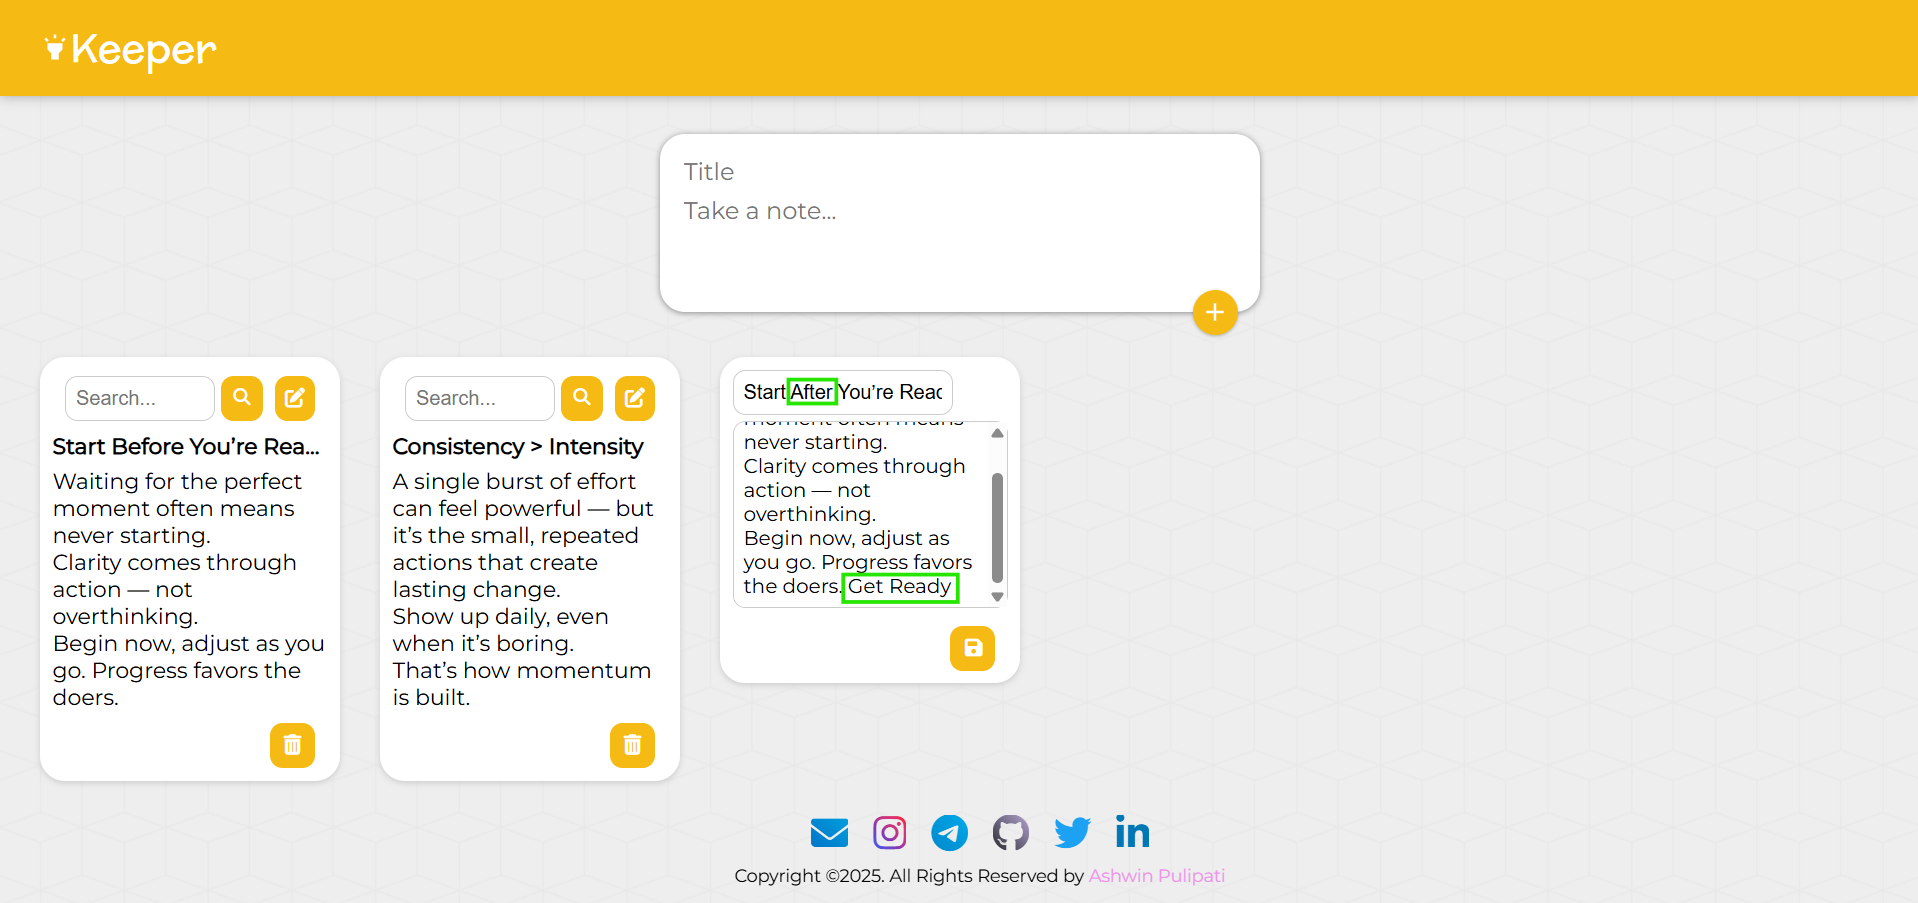 Keeper
Title
Take a note...
Search...
Start Before You’re Rea...
Waiting for the perfect
moment often means
never starting.
Clarity comes through
action — not
overthinking.
Begin now, adjust as you
go. Progress favors the
doers.
Search...
Consistency > Intensity
A single burst of effort
can feel powerful — but
it’s the small, repeated
actions that create
lasting change.
Show up daily, even
when it’s boring.
That’s how momentum
is built.
Start After You’re Read
moment often means
never starting.
Clarity comes through
action — not
overthinking.
Begin now, adjust as
you go. Progress favors
the doers. Get Ready
Copyright ©2025. All Rights Reserved by Ashwin Pulipati